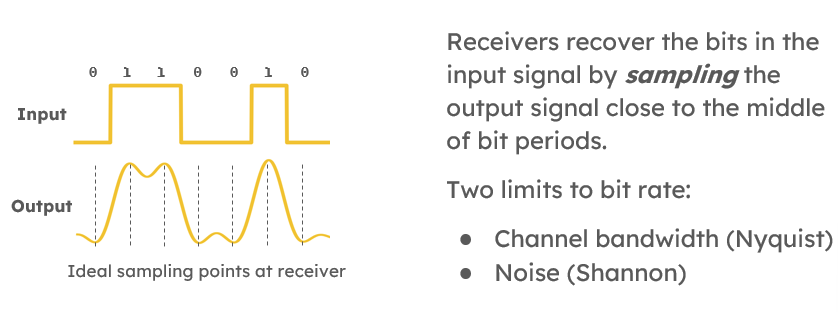 0 1 1 0 0 1 0
Input
Output
Ideal sampling points at receiver
Receivers recover the bits in the
input signal by sampling the
output signal close to the middle
of bit periods.
Two limits to bit rate:
● Channel bandwidth (Nyquist)
● Noise (Shannon)